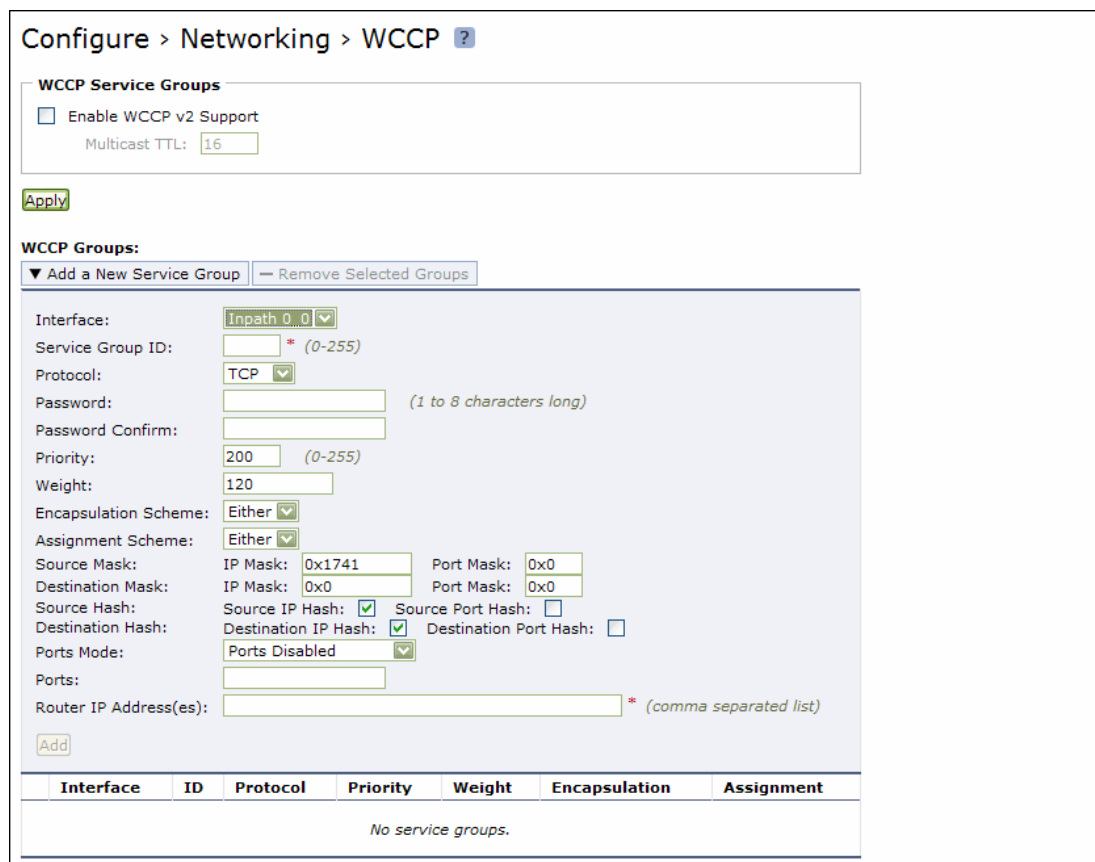 Configure > Networking > WCCP ?
WCCP Service Groups
Enable WCCP v2 Support
Multicast TTL: 16
Apply
WCCP Groups:
▼ Add a New Service Group — Remove Selected Groups
Interface: Inpath 0_0
Service Group ID: * (0-255)
Protocol: TCP
Password: (1 to 8 characters long)
Password Confirm:
Priority: 200 (0-255)
Weight: 120
Encapsulation Scheme: Either
Assignment Scheme: Either
Source Mask: IP Mask: 0x1741 Port Mask: 0x0
Destination Mask: IP Mask: 0x0 Port Mask: 0x0
Source Hash: Source IP Hash: Source Port Hash:
Destination Hash: Destination IP Hash: Destination Port Hash:
Ports Mode: Ports Disabled
Ports:
Router IP Address(es): * (comma separated list)
Add
Interface ID Protocol Priority Weight Encapsulation Assignment
No service groups.